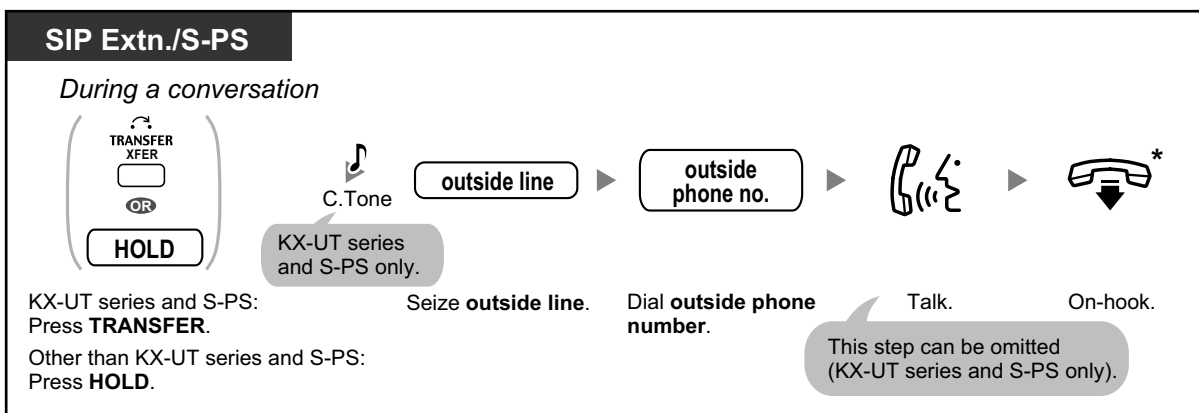 SIP Extn./S-PS
During a conversation
TRANSFER
XFER
OR
HOLD
C.Tone
KX-UT series
and S-PS only.
outside line
outside
phone no.
*
KX-UT series and S-PS:
Press TRANSFER.
Other than KX-UT series and S-PS:
Press HOLD.
Seize outside line.
Dial outside phone
number.
Talk.
This step can be omitted
(KX-UT series and S-PS only).
On-hook.